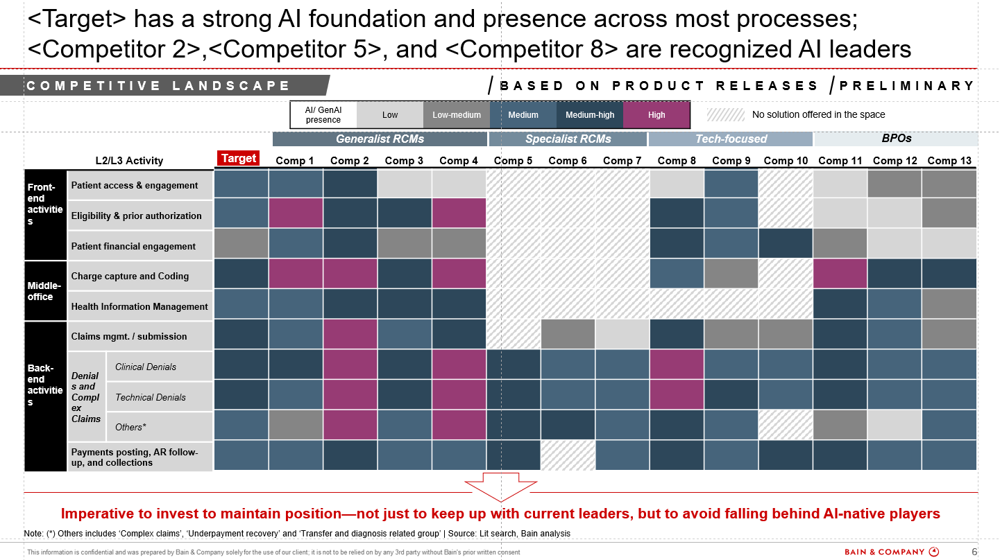 <Target> has a strong AI foundation and presence across most processes;
<Competitor 2>,<Competitor 5>, and <Competitor 8> are recognized AI leaders
COMPETITIVE LANDSCAPE
BASED ON PRODUCT RELEASES
PRELIMINARY
AI/ GenAI
presence
Low
Low-medium
Medium
Medium-high
High
No solution offered in the space
Generalist RCMs
Specialist RCMs
Tech-focused
BPOs
L2/L3 Activity
Target
Comp 1
Comp 2
Comp 3
Comp 4
Comp 5
Comp 6
Comp 7
Comp 8
Comp 9
Comp 10
Comp 11
Comp 12
Comp 13
Front-
end
activitie
s
Patient access & engagement
Eligibility & prior authorization
Patient financial engagement
Middle-
office
Charge capture and Coding
Health Information Management
Back-
end
activitie
s
Claims mgmt. / submission
Denial
s and
Compl
ex
Claims
Clinical Denials
Technical Denials
Others*
Payments posting, AR follow-
up, and collections
Imperative to invest to maintain position—not just to keep up with current leaders, but to avoid falling behind AI-native players
Note: (*) Others includes ‘Complex claims’, ‘Underpayment recovery’ and ‘Transfer and diagnosis related group’ | Source: Lit search, Bain analysis
This information is confidential and was prepared by Bain & Company solely for the use of our client; it is not to be relied on by any 3rd party without Bain's prior written consent
BAIN & COMPANY
6